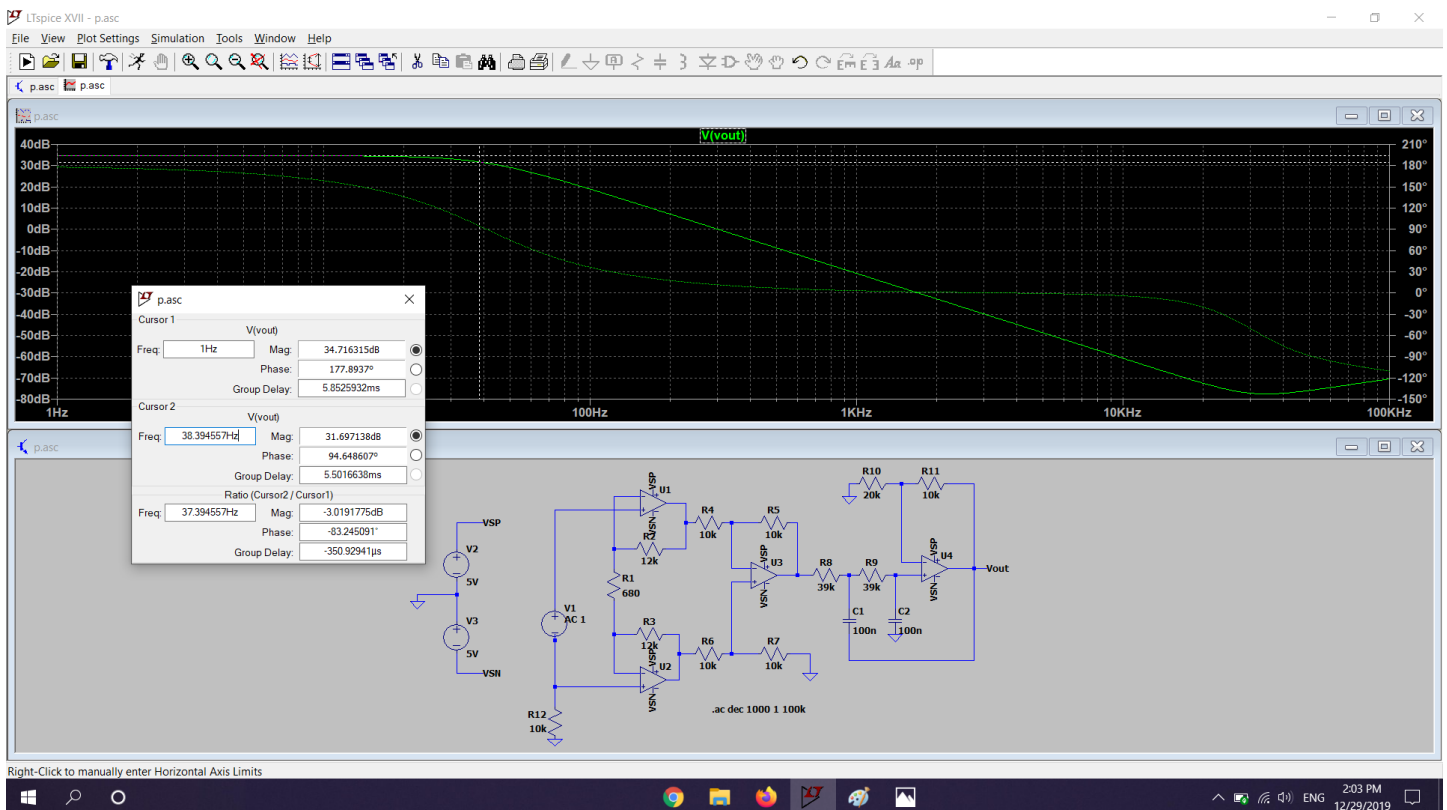 LTspice XVII - p.asc
File View Plot Settings Simulation Tools Window Help
p.asc p.asc
p.asc
V(vout)
40dB 210°
30dB 180°
20dB 150°
10dB 120°
0dB 90°
-10dB 60°
-20dB 30°
-30dB 0°
-40dB -30°
-50dB -60°
-60dB -90°
-70dB -120°
-80dB -150°
1Hz 100Hz 1KHz 10KHz 100KHz
p.asc
Cursor 1
V(vout)
Freq: 1Hz Mag: 34.716315dB
Phase: 177.8937°
Group Delay: 5.8525932ms
Cursor 2
V(vout)
Freq: 38.394557Hz Mag: 31.697138dB
Phase: 94.648607°
Group Delay: 5.5016638ms
Ratio (Cursor2 / Cursor1)
Freq: 37.394557Hz Mag: -3.0191775dB
Phase: -83.245091°
Group Delay: -350.92941µs
p.asc
VSP
V2
5V
V3
5V
VSN
V1
AC 1
R12
10k
VSP
U1
VSN
R2
12k
R1
680
R3
12k
VSP
U2
VSN
R4
10k
R5
10k
VSP
U3
VSN
R6
10k
R7
10k
R8
39k
R9
39k
C1
100n
C2
100n
R10
20k
R11
10k
VSP
U4
VSN
Vout
.ac dec 1000 1 100k
Right-Click to manually enter Horizontal Axis Limits
ENG
2:03 PM
12/29/2019